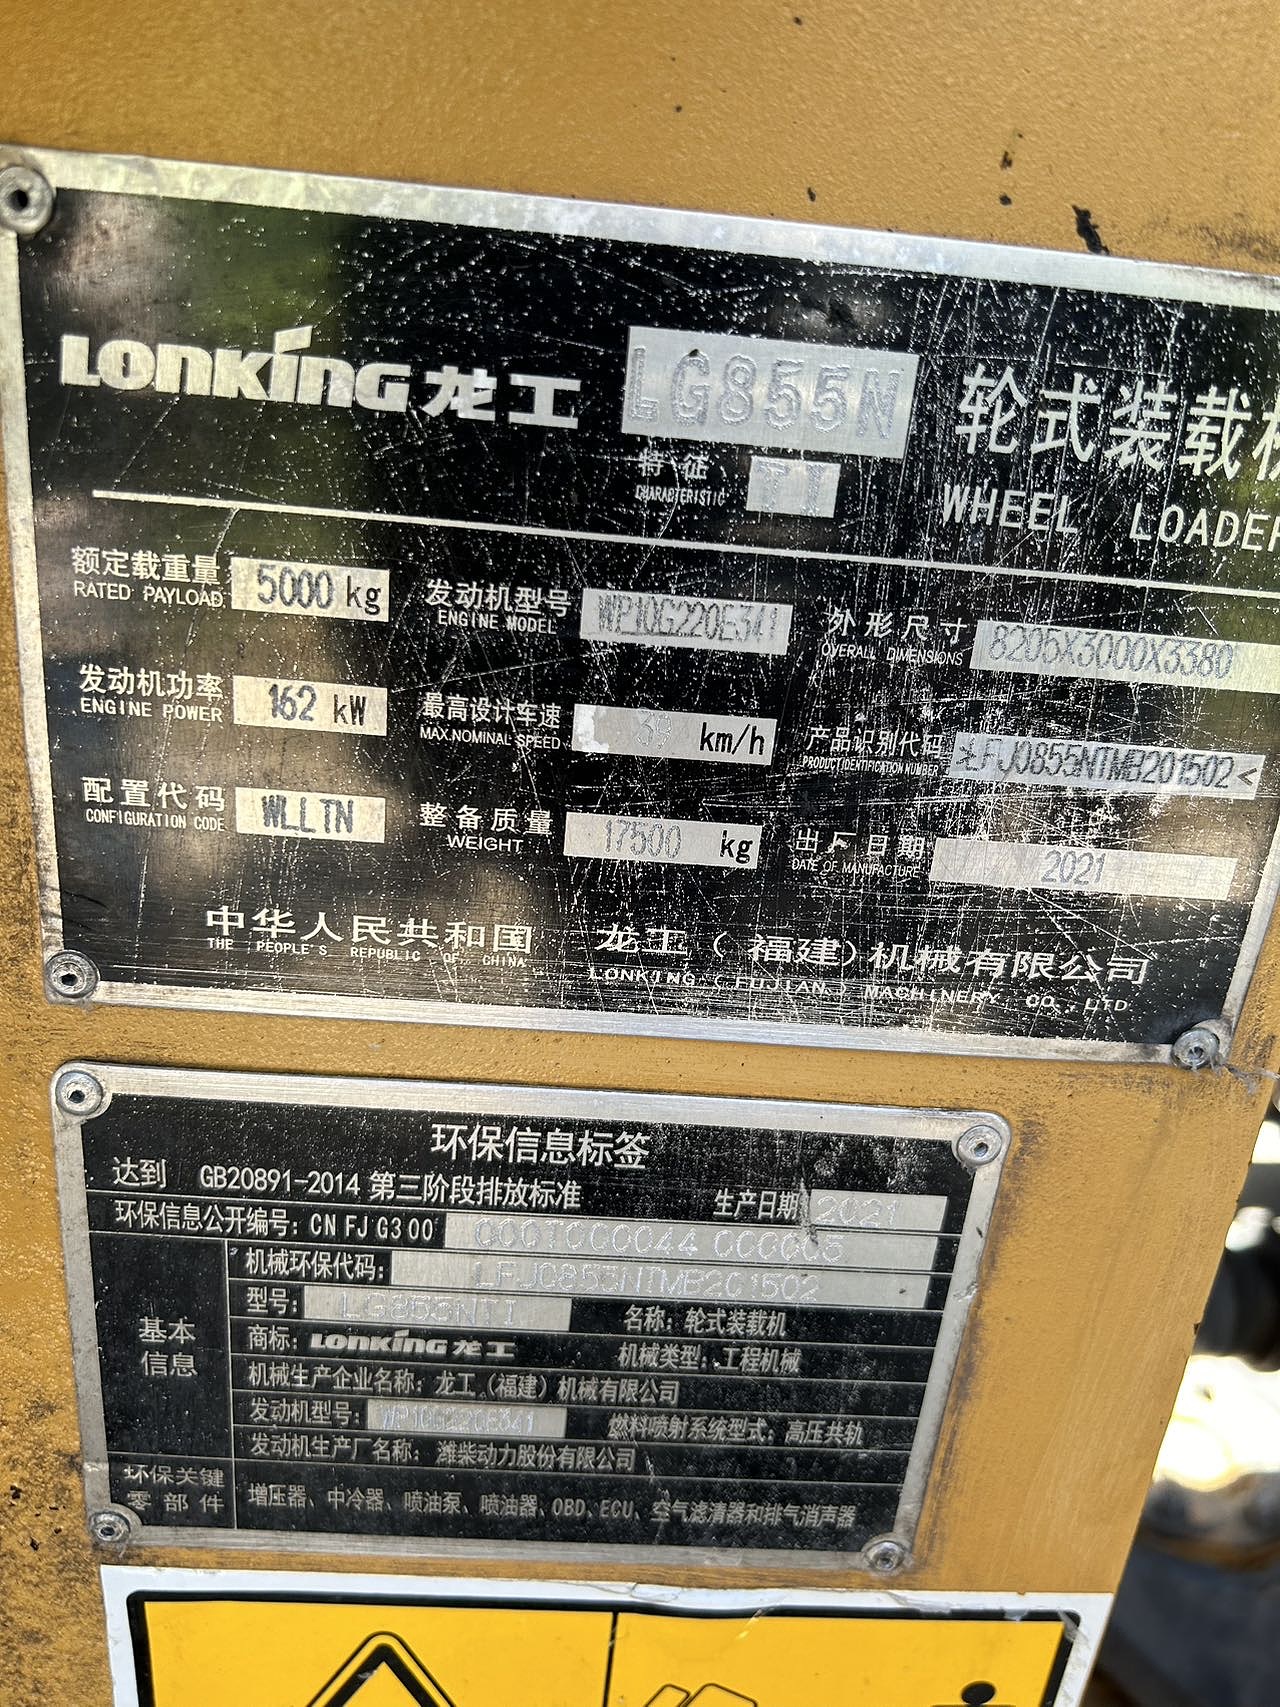 LONKING 龙工 LG855N 轮式装载机
特征 T I
CHARACTERISTIC
WHEEL LOADER
额定载重量 5000 kg 发动机型号 WP10G220E341 外形尺寸 8205X3000X3380
RATED PAYLOAD ENGINE MODEL OVERALL DIMENSIONS
发动机功率 162 kW 最高设计车速 39 km/h 产品识别代码 LFJ0855NTMB201502<
ENGINE POWER MAX.NOMINAL SPEED PRODUCT IDENTIFICATION NUMBER
配置代码 WLLTN 整备质量 17500 kg 出厂日期 2021
CONFIGURATION CODE WEIGHT DATE OF MANUFACTURE
中华人民共和国 龙工(福建)机械有限公司
THE PEOPLE'S REPUBLIC OF CHINA LONKING (FUJIAN) MACHINERY CO., LTD
环保信息标签
达到 GB20891-2014 第三阶段排放标准 生产日期 2021
环保信息公开编号: CN FJ G3 00 000T000044 000003
基本信息
机械环保代码: LFJ0855NTMB201502
型号: LG855NTI 名称: 轮式装载机
商标: LONKING 龙工 机械类型: 工程机械
机械生产企业名称: 龙工(福建)机械有限公司
发动机型号: WP10G220E341 燃料喷射系统型式: 高压共轨
发动机生产厂名称: 潍柴动力股份有限公司
环保关键零部件
增压器、中冷器、喷油泵、喷油器、OBD、ECU、空气滤清器和排气消声器